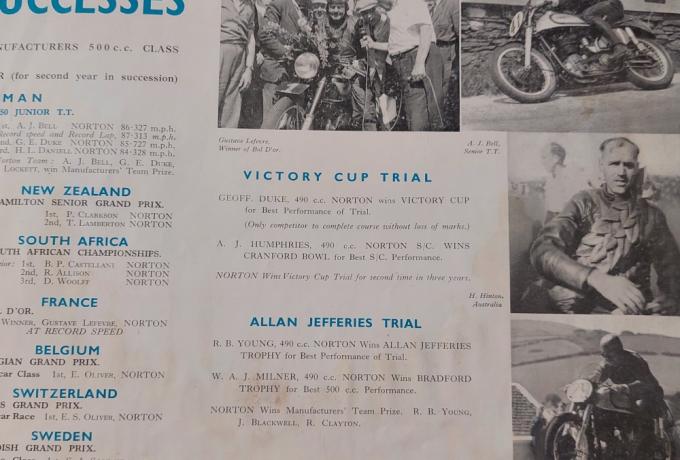 UCCESSES
NUFACTURERS 500 c.c. CLASS
R (for second year in succession)
MAN
50 JUNIOR T.T.
st, A. J. BELL NORTON 86·327 m.p.h.
Record speed and Record Lap, 87·313 m.p.h.
nd, G. E. DUKE NORTON 85·727 m.p.h.
rd, H. L. DANIELL NORTON 84·328 m.p.h.
Norton Team: A. J. BELL, G. E. DUKE,
LOCKETT, win Manufacturers' Team Prize.
NEW ZEALAND
HAMILTON SENIOR GRAND PRIX.
1st, P. CLARKSON NORTON
2nd, T. LAMBERTON NORTON
SOUTH AFRICA
UTH AFRICAN CHAMPIONSHIPS.
nior: 1st, B. P. CASTELLANI NORTON
2nd, R. ALLISON NORTON
3rd, D. WOOLFF NORTON
FRANCE
L D'OR.
WINNER, GUSTAVE LEFEVRE, NORTON
AT RECORD SPEED
BELGIUM
GIAN GRAND PRIX.
car Class 1st, E. OLIVER, NORTON
SWITZERLAND
S GRAND PRIX.
car Race 1st, E. S. OLIVER, NORTON
SWEDEN
DISH GRAND PRIX.
Gustave Lefevre,
Winner of Bol D'or.
A. J. Bell,
Senior T.T.
VICTORY CUP TRIAL
GEOFF. DUKE, 490 c.c. NORTON wins VICTORY CUP
for Best Performance of Trial.
(Only competitor to complete course without loss of marks.)
A. J. HUMPHRIES, 490 c.c. NORTON S/C. WINS
CRANFORD BOWL for Best S/C. Performance.
NORTON Wins Victory Cup Trial for second time in three years.
H. Hinton,
Australia
ALLAN JEFFERIES TRIAL
R. B. YOUNG, 490 c.c. NORTON Wins ALLAN JEFFERIES
TROPHY for Best Performance of Trial.
W. A. J. MILNER, 490 c.c. NORTON Wins BRADFORD
TROPHY for Best 500 c.c. Performance.
NORTON Wins Manufacturers' Team Prize. R. B. YOUNG,
J. BLACKWELL, R. CLAYTON.